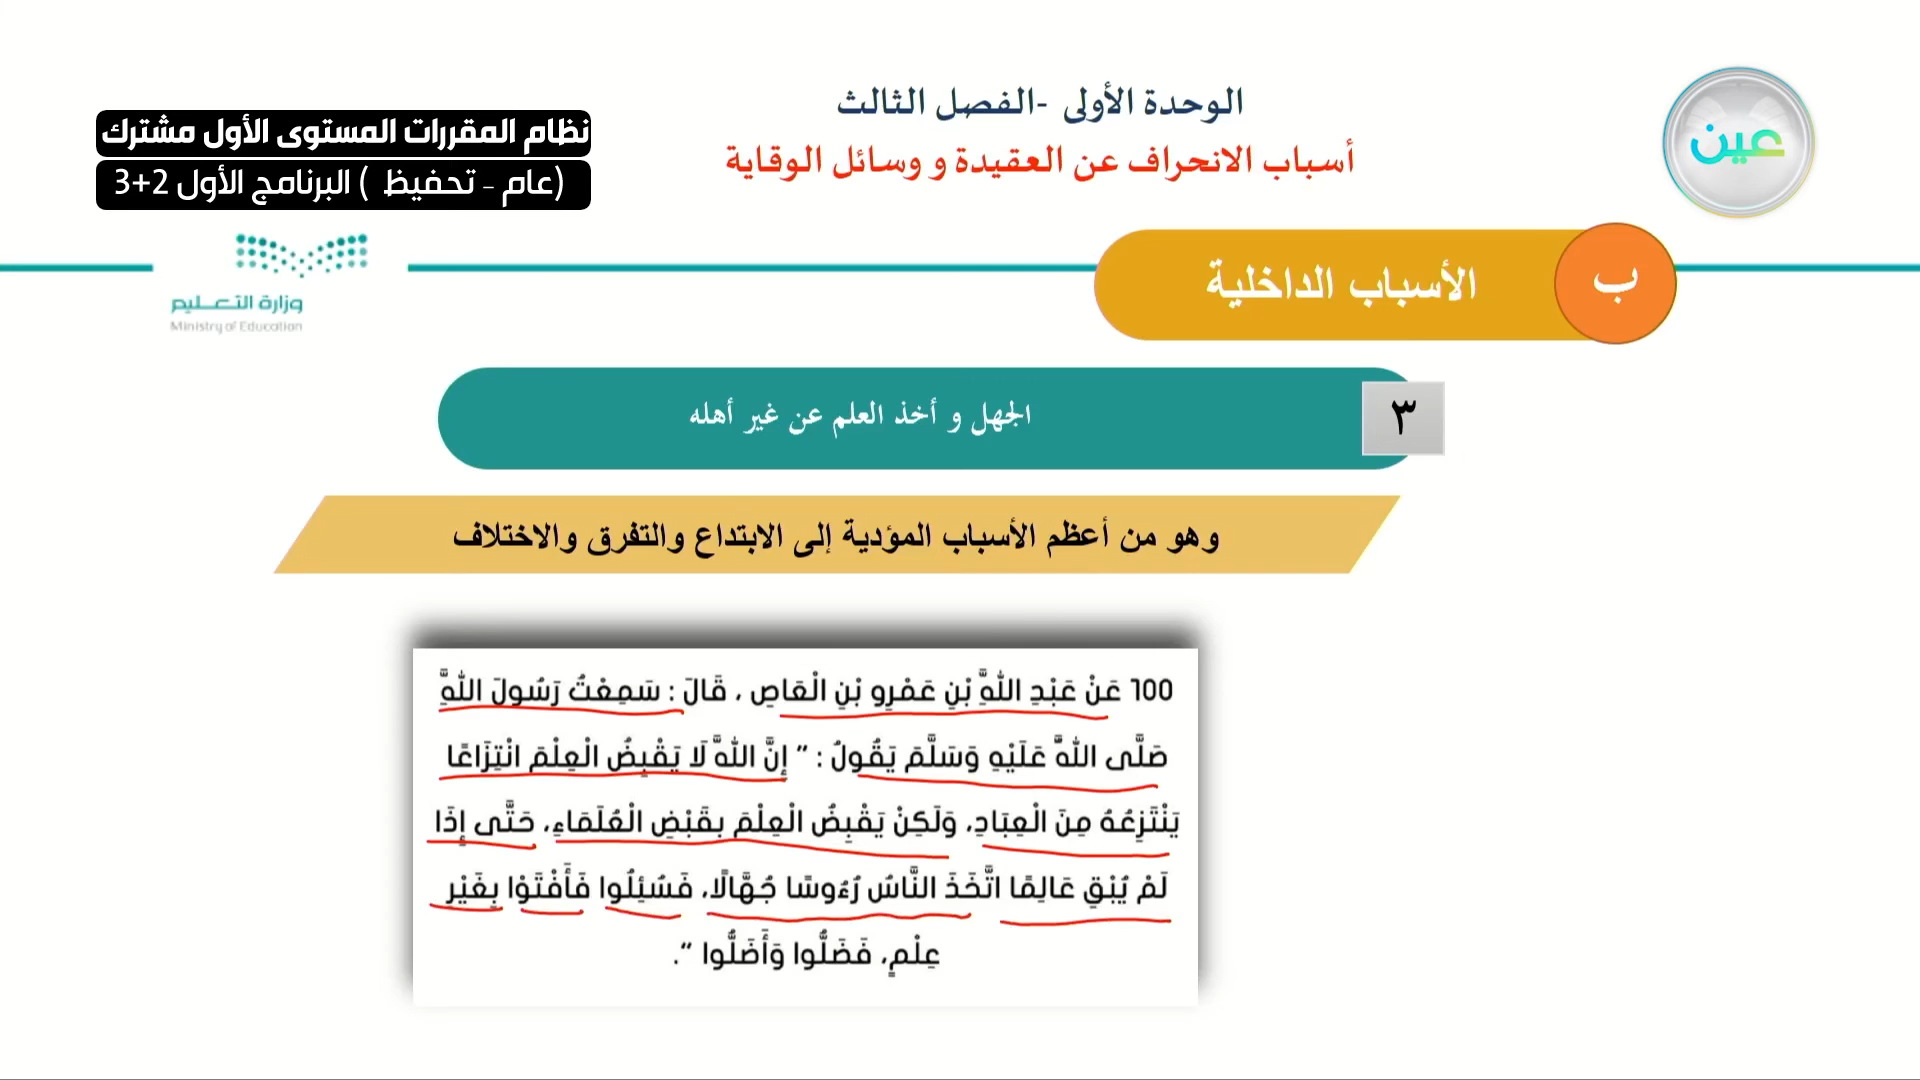 الوحدة الأولى -الفصل الثالث
أسباب الانحراف عن العقيدة و وسائل الوقاية
عين
نظام المقررات المستوى الأول مشترك
(عام - تحفيظ ) البرنامج الأول 2+3
وزارة التعليم
Ministry of Education
ب
الأسباب الداخلية
٣
الجهل و أخذ العلم عن غير أهله
وهو من أعظم الأسباب المؤدية إلى الابتداع والتفرق والاختلاف
100 عَنْ عَبْدِ اللَّهِ بْنِ عَمْرِو بْنِ الْعَاصِ ، قَالَ : سَمِعْتُ رَسُولَ اللَّهِ
صَلَّى اللَّهُ عَلَيْهِ وَسَلَّمَ يَقُولُ : ” إِنَّ اللَّهَ لَا يَقْبِضُ الْعِلْمَ انْتِزَاعًا
يَنْتَزِعُهُ مِنَ الْعِبَادِ، وَلَكِنْ يَقْبِضُ الْعِلْمَ بِقَبْضِ الْعُلَمَاءِ، حَتَّى إِذَا
لَمْ يُبْقِ عَالِمًا اتَّخَذَ النَّاسُ رُءُوسًا جُهَّالًا، فَسُئِلُوا فَأَفْتَوْا بِغَيْرِ
عِلْمٍ، فَضَلُّوا وَأَضَلُّوا “.